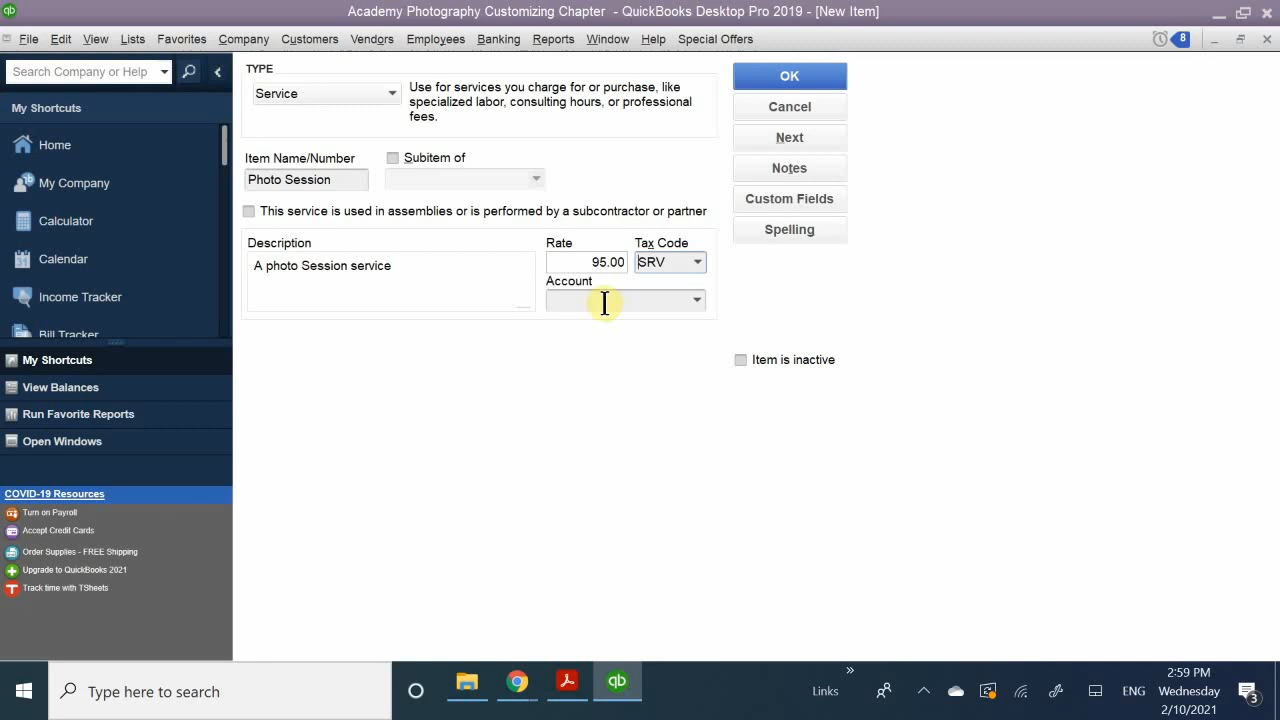 Academy Photography Customizing Chapter - QuickBooks Desktop Pro 2019 - [New Item]
File Edit View Lists Favorites Company Customers Vendors Employees Banking Reports Window Help Special Offers 8
Search Company or Help
My Shortcuts
Home
My Company
Calculator
Calendar
Income Tracker
Bill Tracker
My Shortcuts
View Balances
Run Favorite Reports
Open Windows
COVID-19 Resources
Turn on Payroll
Accept Credit Cards
Order Supplies - FREE Shipping
Upgrade to QuickBooks 2021
Track time with TSheets
TYPE
Service
Use for services you charge for or purchase, like
specialized labor, consulting hours, or professional
fees.
Item Name/Number
Subitem of
Photo Session
This service is used in assemblies or is performed by a subcontractor or partner
Description
A photo Session service
Rate
Tax Code
95.00
SRV
Account
OK
Cancel
Next
Notes
Custom Fields
Spelling
Item is inactive
Type here to search
qb
Links
»
ENG
2:59 PM
Wednesday
2/10/2021
3